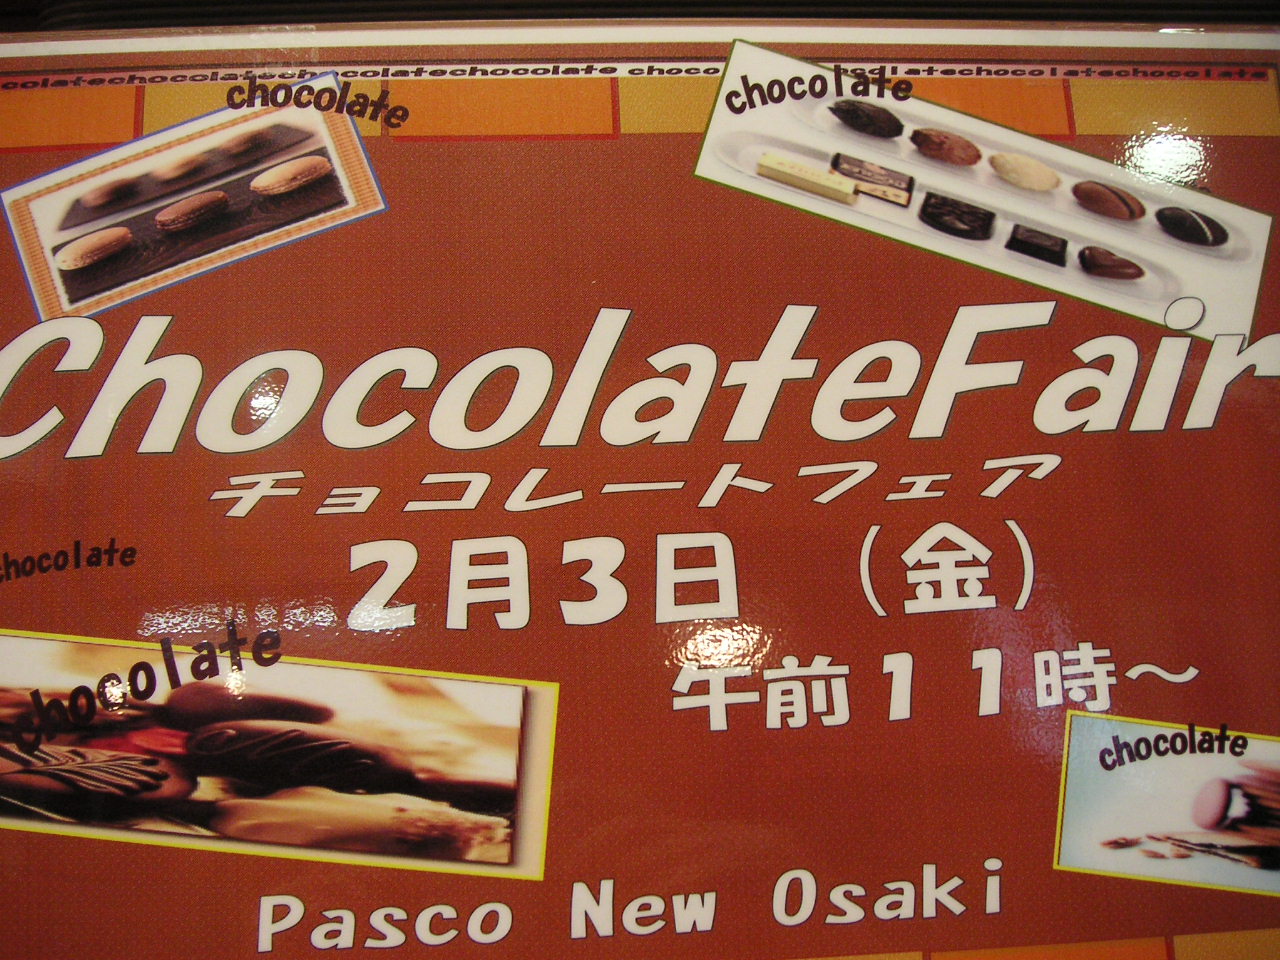 colatechocolatechocolatechocolatechocolate chocolatechocolatechocolatechocolate
chocolate
chocolate
ChocolateFair
チョコレートフェア
2月3日 (金)
chocolate
午前11時～
chocolate
chocolate
Pasco New Osaki